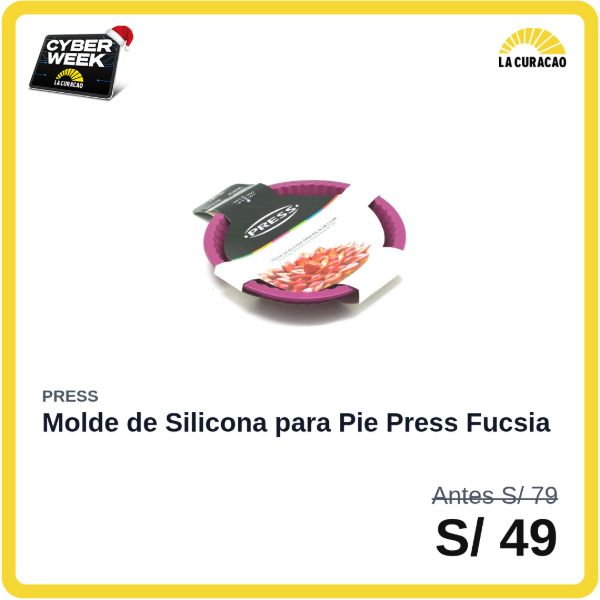 CYBER
WEEK
LA CURACAO
LA CURACAO
PRESS
PRESS
Molde de Silicona para Pie Press Fucsia
Antes S/ 79
S/ 49